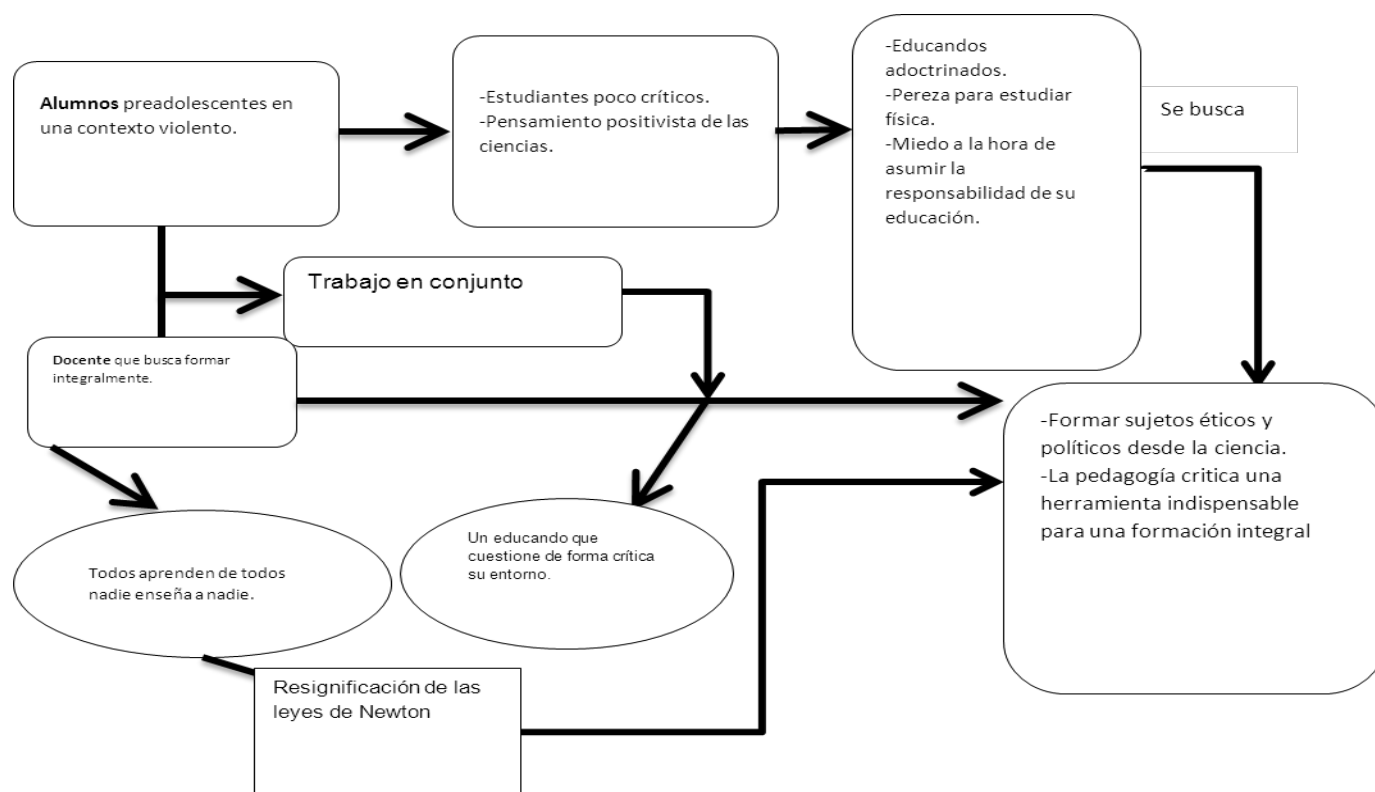 Alumnos preadolescentes en
una contexto violento.
-Estudiantes poco críticos.
-Pensamiento positivista de las
ciencias.
-Educandos
adoctrinados.
-Pereza para estudiar
física.
-Miedo a la hora de
asumir la
responsabilidad de su
educación.
Se busca
Trabajo en conjunto
Docente que busca formar
integralmente.
-Formar sujetos éticos y
políticos desde la ciencia.
-La pedagogía critica una
herramienta indispensable
para una formación integral
Todos aprenden de todos
nadie enseña a nadie.
Un educando que
cuestione de forma crítica
su entorno.
Resignificación de las
leyes de Newton